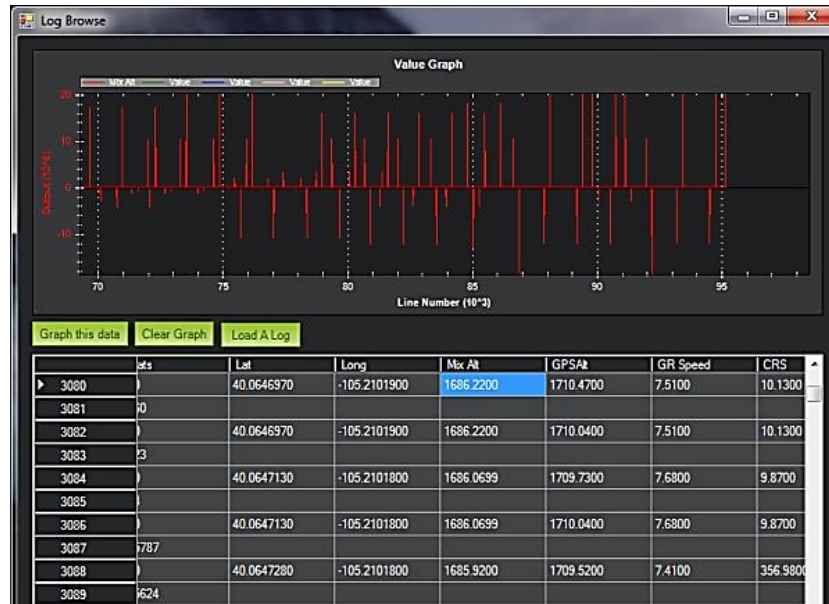 Log Browse
Value Graph
Mix Alt Value Value Value Value
Output (10^6)
20
10
0
-10
70 75 80 85 90 95
Line Number (10^3)
Graph this data Clear Graph Load A Log
ats Lat Long Mix Alt GPSAlt GR Speed CRS
3080 40.0646970 -105.2101900 1686.2200 1710.4700 7.5100 10.1300
3081
3082 40.0646970 -105.2101900 1686.2200 1710.0400 7.5100 10.1300
3083 23
3084 40.0647130 -105.2101800 1686.0699 1709.7300 7.6800 9.8700
3085
3086 40.0647130 -105.2101800 1686.0699 1710.0400 7.6800 9.8700
3087 787
3088 40.0647280 -105.2101800 1685.9200 1709.5200 7.4100 356.9800
3089 624